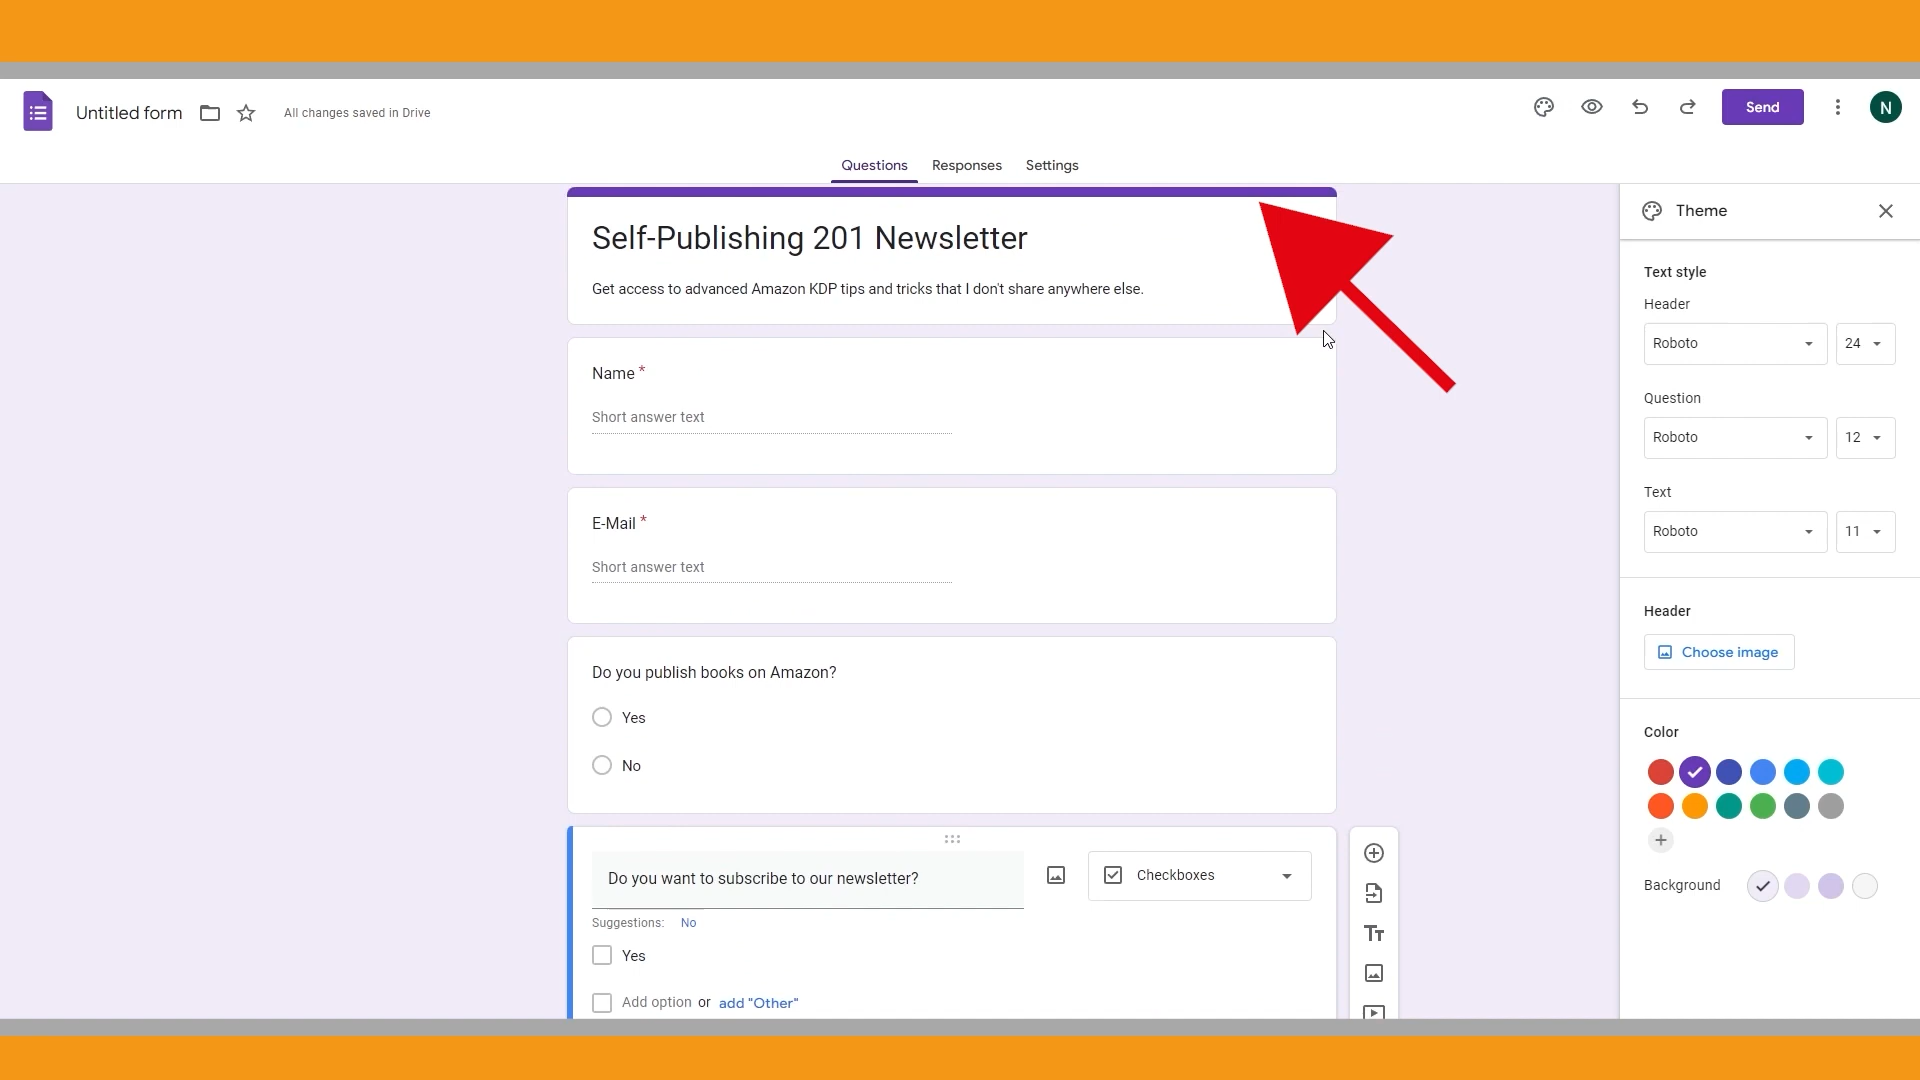 Untitled form
All changes saved in Drive
Send
N
Questions Responses Settings
Self-Publishing 201 Newsletter
Get access to advanced Amazon KDP tips and tricks that I don't share anywhere else.
Name *
Short answer text
E-Mail *
Short answer text
Do you publish books on Amazon?
Yes
No
Do you want to subscribe to our newsletter?
Checkboxes
Suggestions: No
Yes
Add option or add "Other"
Tт
Theme
Text style
Header
Roboto 24
Question
Roboto 12
Text
Roboto 11
Header
Choose image
Color
Background